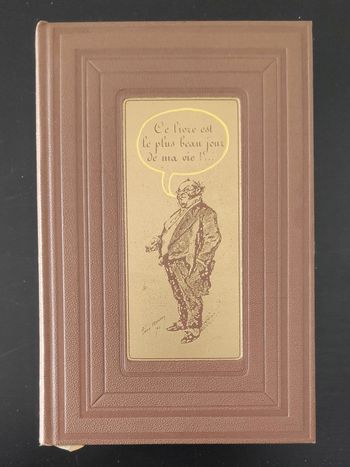 Ce livre est
le plus beau jour
de ma vie !...